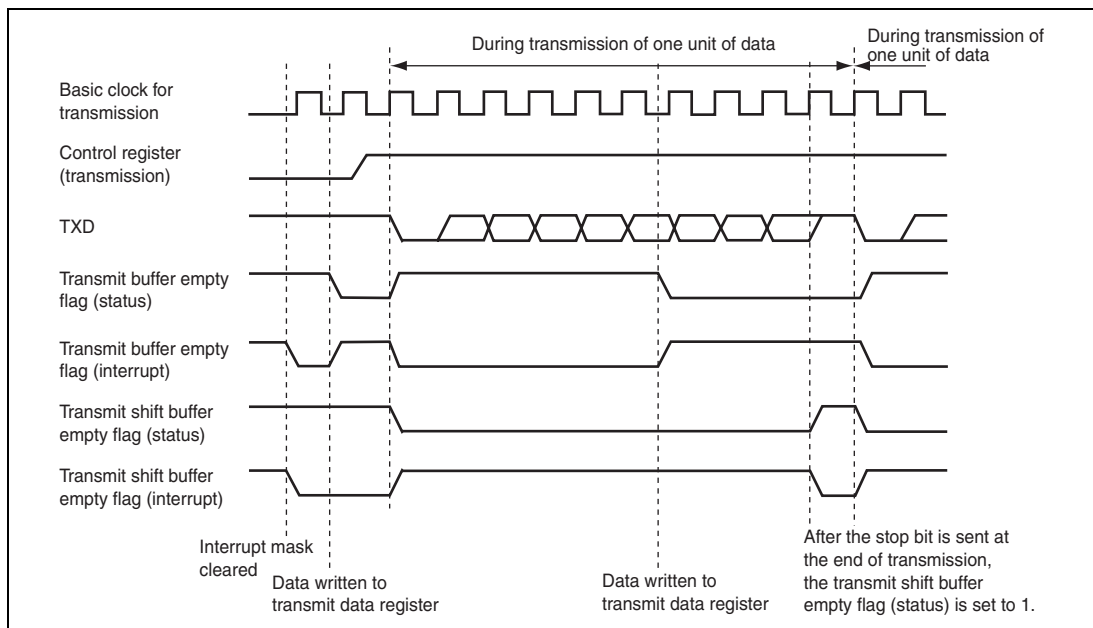 During transmission of one unit of data
During transmission of
one unit of data
Basic clock for
transmission
Control register
(transmission)
TXD
Transmit buffer empty
flag (status)
Transmit buffer empty
flag (interrupt)
Transmit shift buffer
empty flag (status)
Transmit shift buffer
empty flag (interrupt)
Interrupt mask
cleared
Data written to
transmit data register
Data written to
transmit data register
After the stop bit is sent at
the end of transmission,
the transmit shift buffer
empty flag (status) is set to 1.